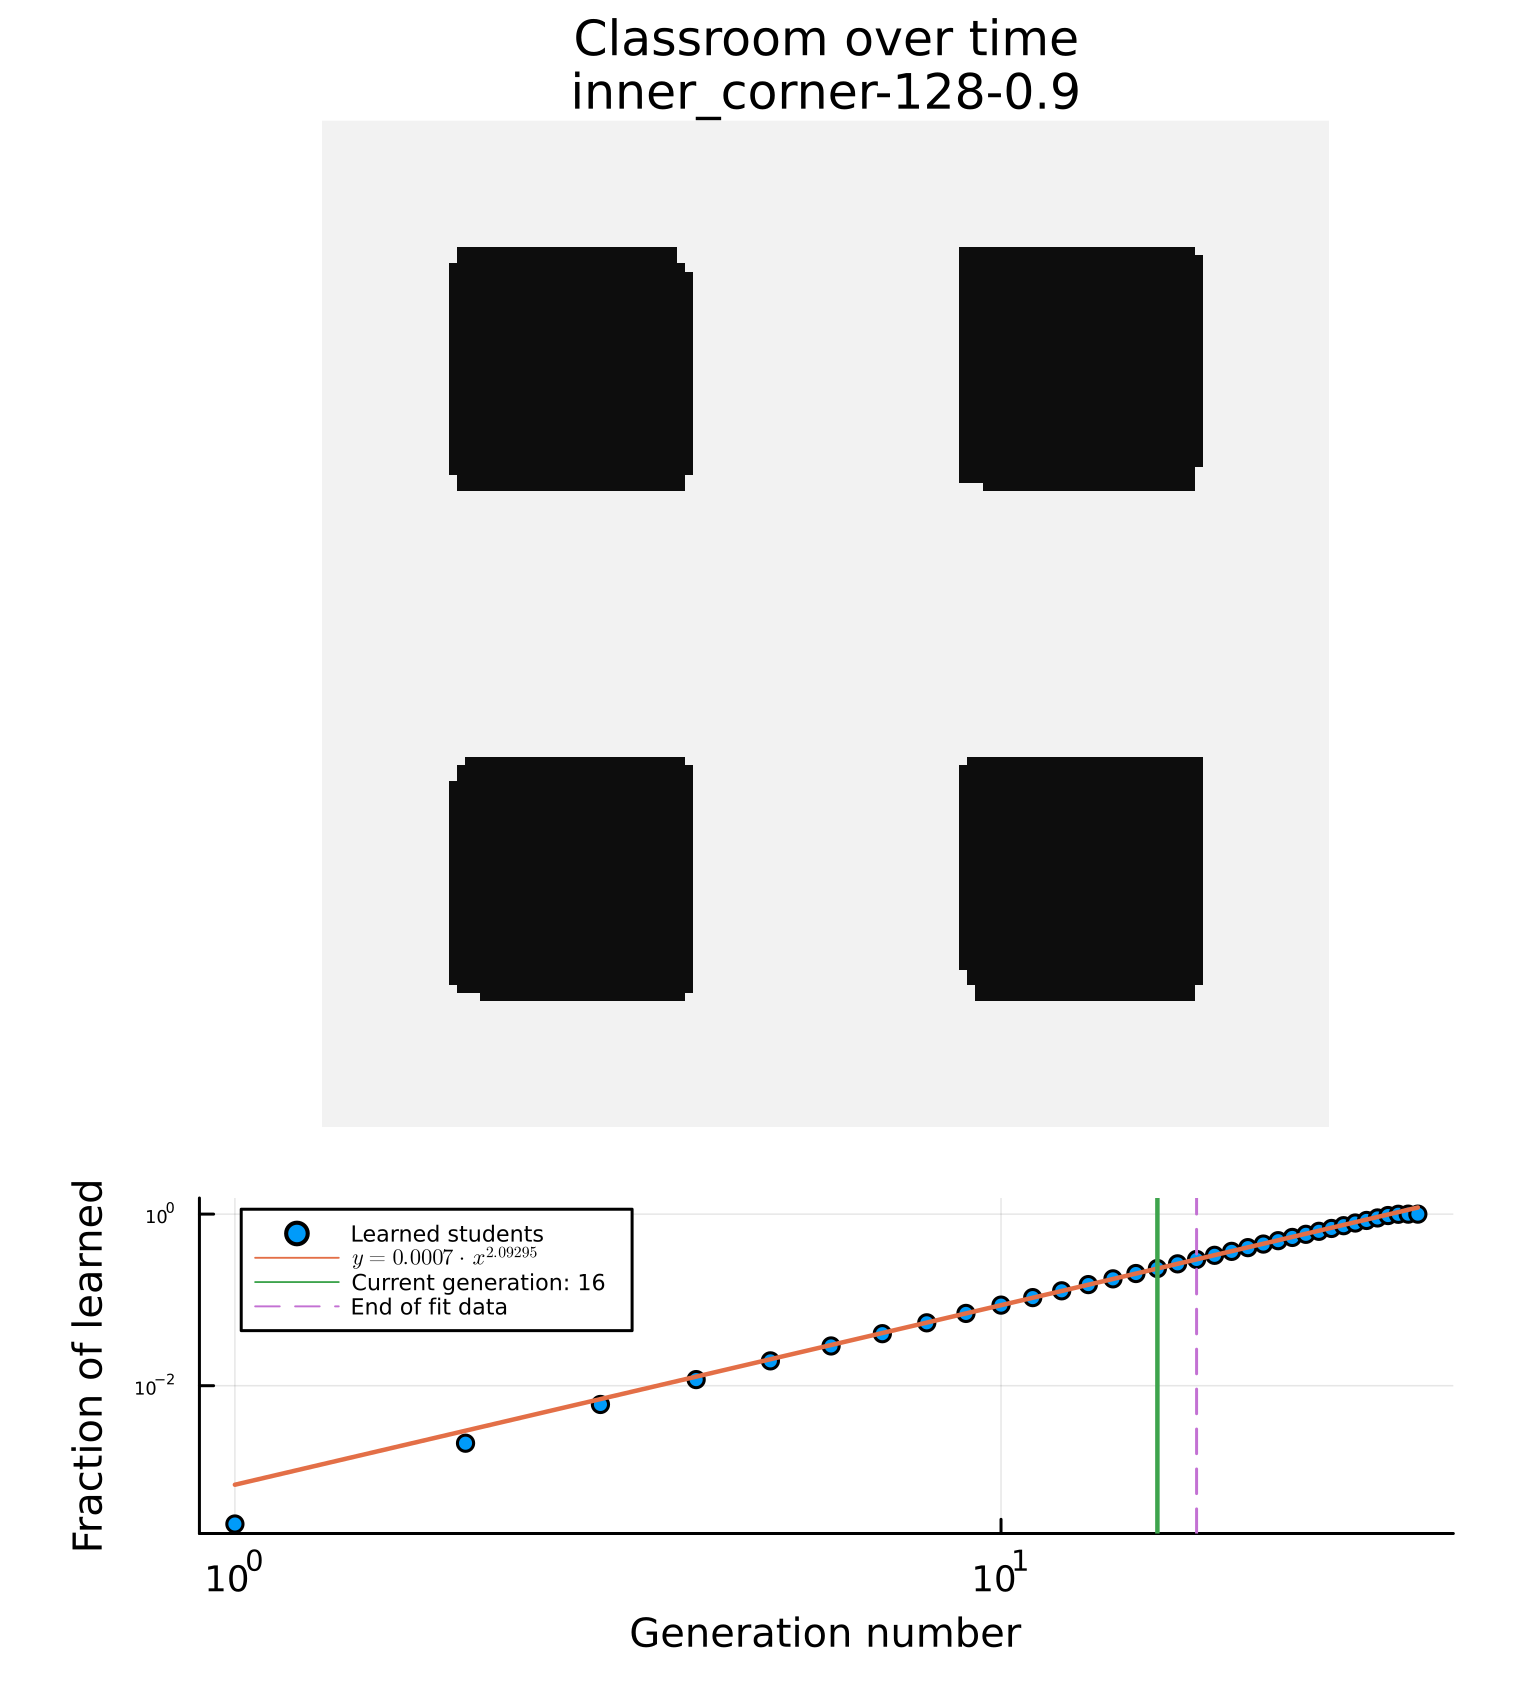 Classroom over time
inner_corner-128-0.9
Fraction of learned
10^0
10^-2
Learned students
y = 0.0007 · x^2.09295
Current generation: 16
End of fit data
10^0
10^1
Generation number